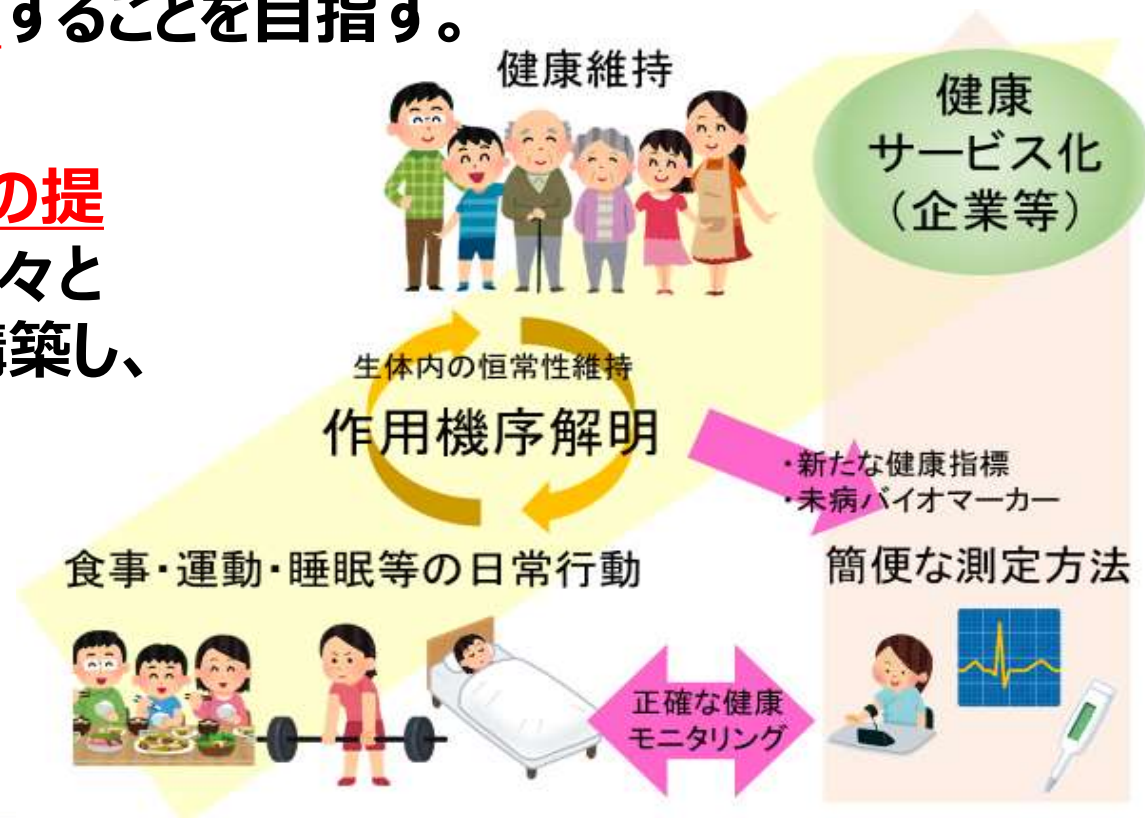 することを目指す。
健康維持
健康
サービス化
（企業等）
の提
々と
構築し、
生体内の恒常性維持
作用機序解明
・新たな健康指標
・未病バイオマーカー
食事・運動・睡眠等の日常行動
簡便な測定方法
正確な健康
モニタリング